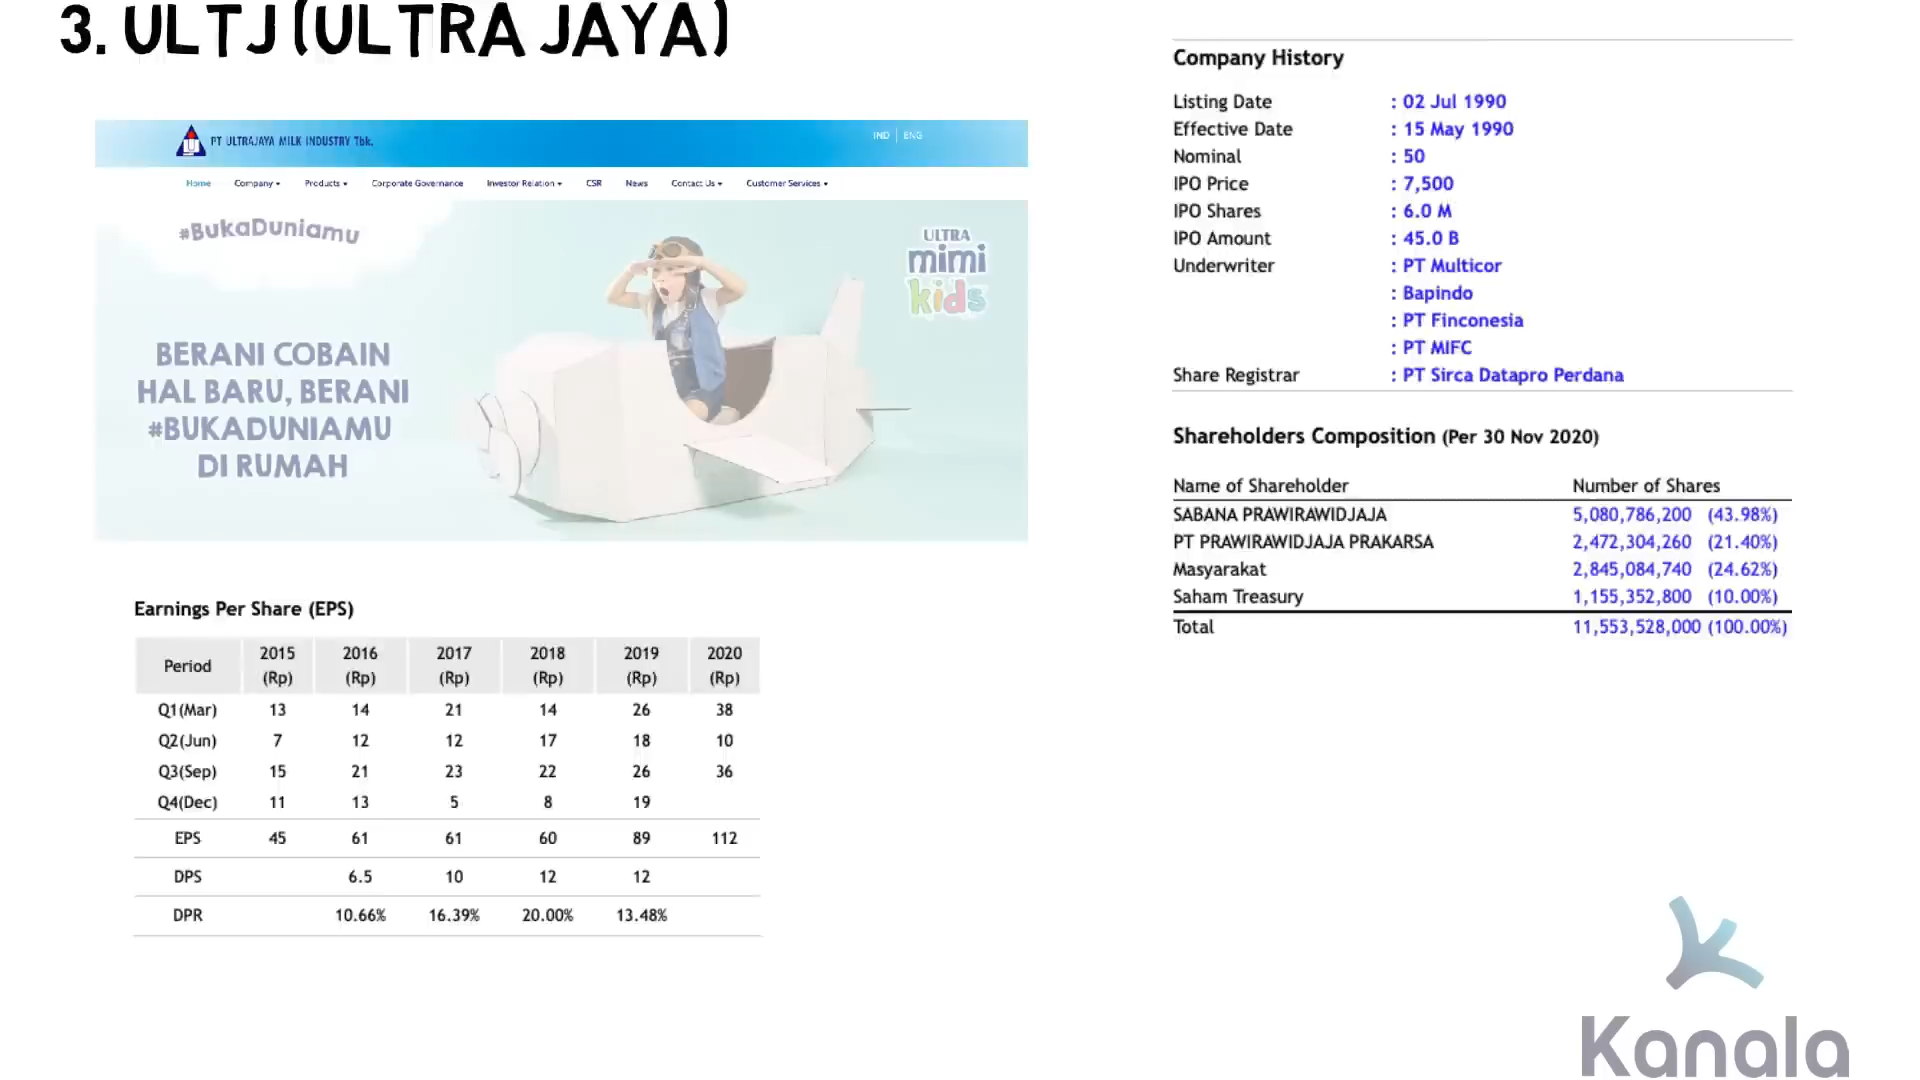 3. ULTJ (ULTRA JAYA)
PT ULTRAJAYA MILK INDUSTRY Tbk.
IND | ENG
Home Company Products Corporate Governance Investor Relation CSR News Contact Us Customer Services
#BukaDuniamu
ULTRA
mimi
kids
BERANI COBAIN
HAL BARU, BERANI
#BUKADUNIAMU
DI RUMAH
Earnings Per Share (EPS)
Period 2015 (Rp) 2016 (Rp) 2017 (Rp) 2018 (Rp) 2019 (Rp) 2020 (Rp)
Q1(Mar) 13 14 21 14 26 38
Q2(Jun) 7 12 12 17 18 10
Q3(Sep) 15 21 23 22 26 36
Q4(Dec) 11 13 5 8 19
EPS 45 61 61 60 89 112
DPS 6.5 10 12 12
DPR 10.66% 16.39% 20.00% 13.48%
Company History
Listing Date : 02 Jul 1990
Effective Date : 15 May 1990
Nominal : 50
IPO Price : 7,500
IPO Shares : 6.0 M
IPO Amount : 45.0 B
Underwriter : PT Multicor
: Bapindo
: PT Finconesia
: PT MIFC
Share Registrar : PT Sirca Datapro Perdana
Shareholders Composition (Per 30 Nov 2020)
Name of Shareholder Number of Shares
SABANA PRAWIRAWIDJAJA 5,080,786,200 (43.98%)
PT PRAWIRAWIDJAJA PRAKARSA 2,472,304,260 (21.40%)
Masyarakat 2,845,084,740 (24.62%)
Saham Treasury 1,155,352,800 (10.00%)
Total 11,553,528,000 (100.00%)
Kanala